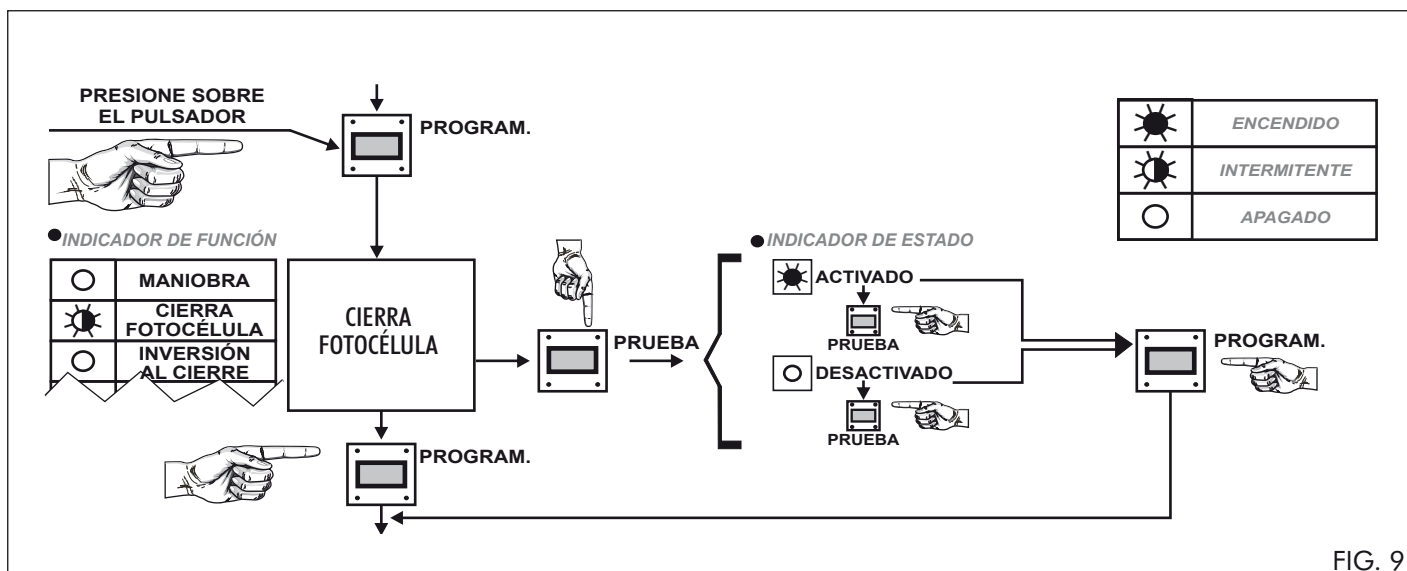 PRESIONE SOBRE
EL PULSADOR
PROGRAM.
ENCENDIDO
INTERMITENTE
APAGADO
INDICADOR DE FUNCIÓN
MANIOBRA
CIERRA
FOTOCÉLULA
INVERSIÓN
AL CIERRE
CIERRA
FOTOCÉLULA
PRUEBA
INDICADOR DE ESTADO
ACTIVADO
PRUEBA
DESACTIVADO
PRUEBA
PROGRAM.
PROGRAM.
FIG. 9